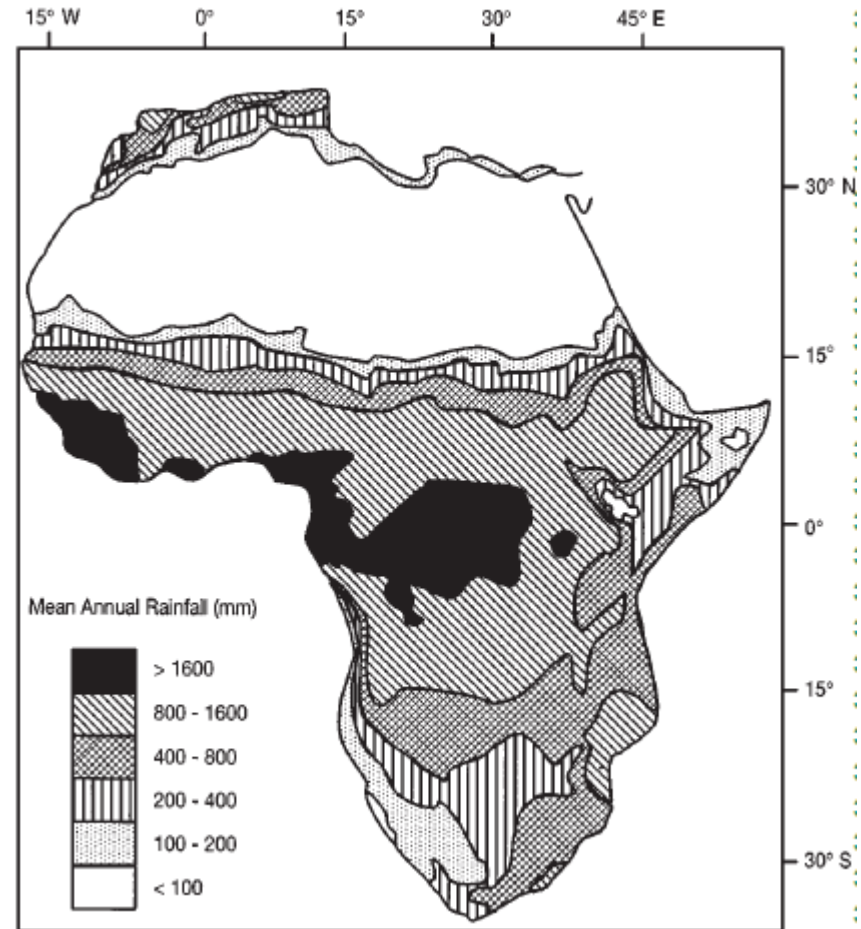 15° W 0° 15° 30° 45° E
30° N
15°
0°
15°
30° S
Mean Annual Rainfall (mm)
> 1600
800 - 1600
400 - 800
200 - 400
100 - 200
< 100